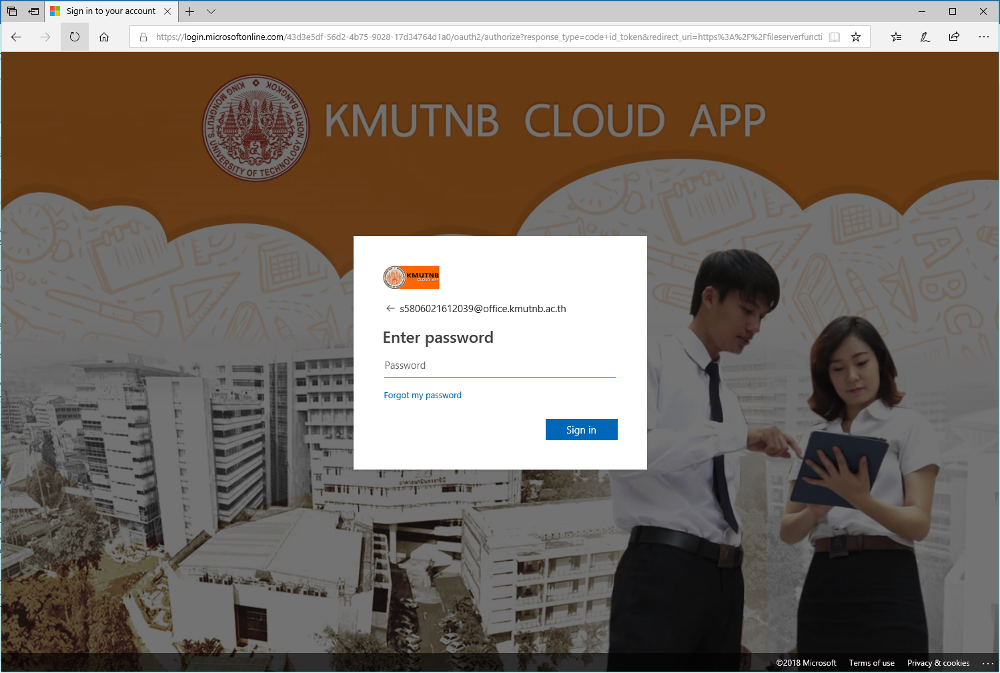 Sign in to your account
https://login.microsoftonline.com/43d3e5df-56d2-4b75-9028-17d34764d1a0/oauth2/authorize?response_type=code+id_token&redirect_uri=https%3A%2F%2Ffileserverfuncti
KING MONGKUT'S UNIVERSITY OF TECHNOLOGY NORTH BANGKOK
KMUTNB CLOUD APP
ABC
KMUTNB
CLOUD APP
s5806021612039@office.kmutnb.ac.th
Enter password
Password
Forgot my password
Sign in
©2018 Microsoft Terms of use Privacy & cookies ...